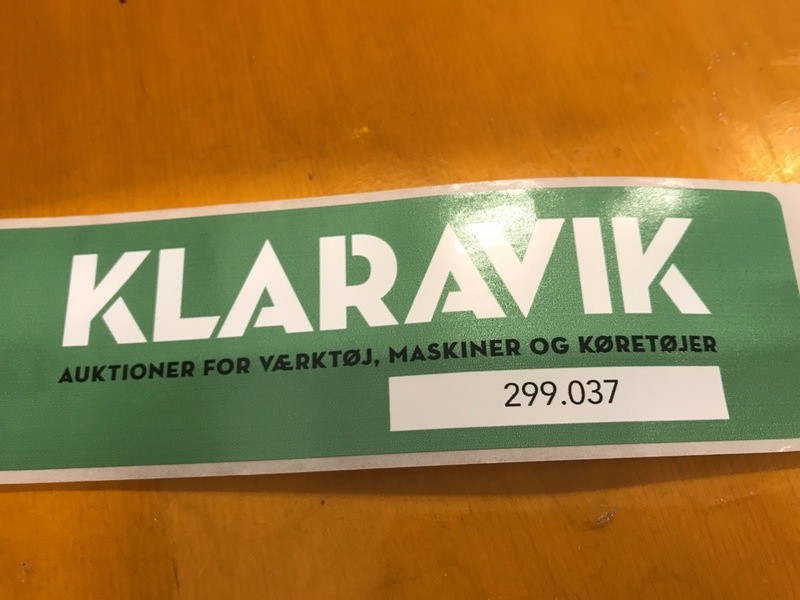 KLARAVIK
AUKTIONER FOR VÆRKTØJ, MASKINER OG KØRETØJER
299.037